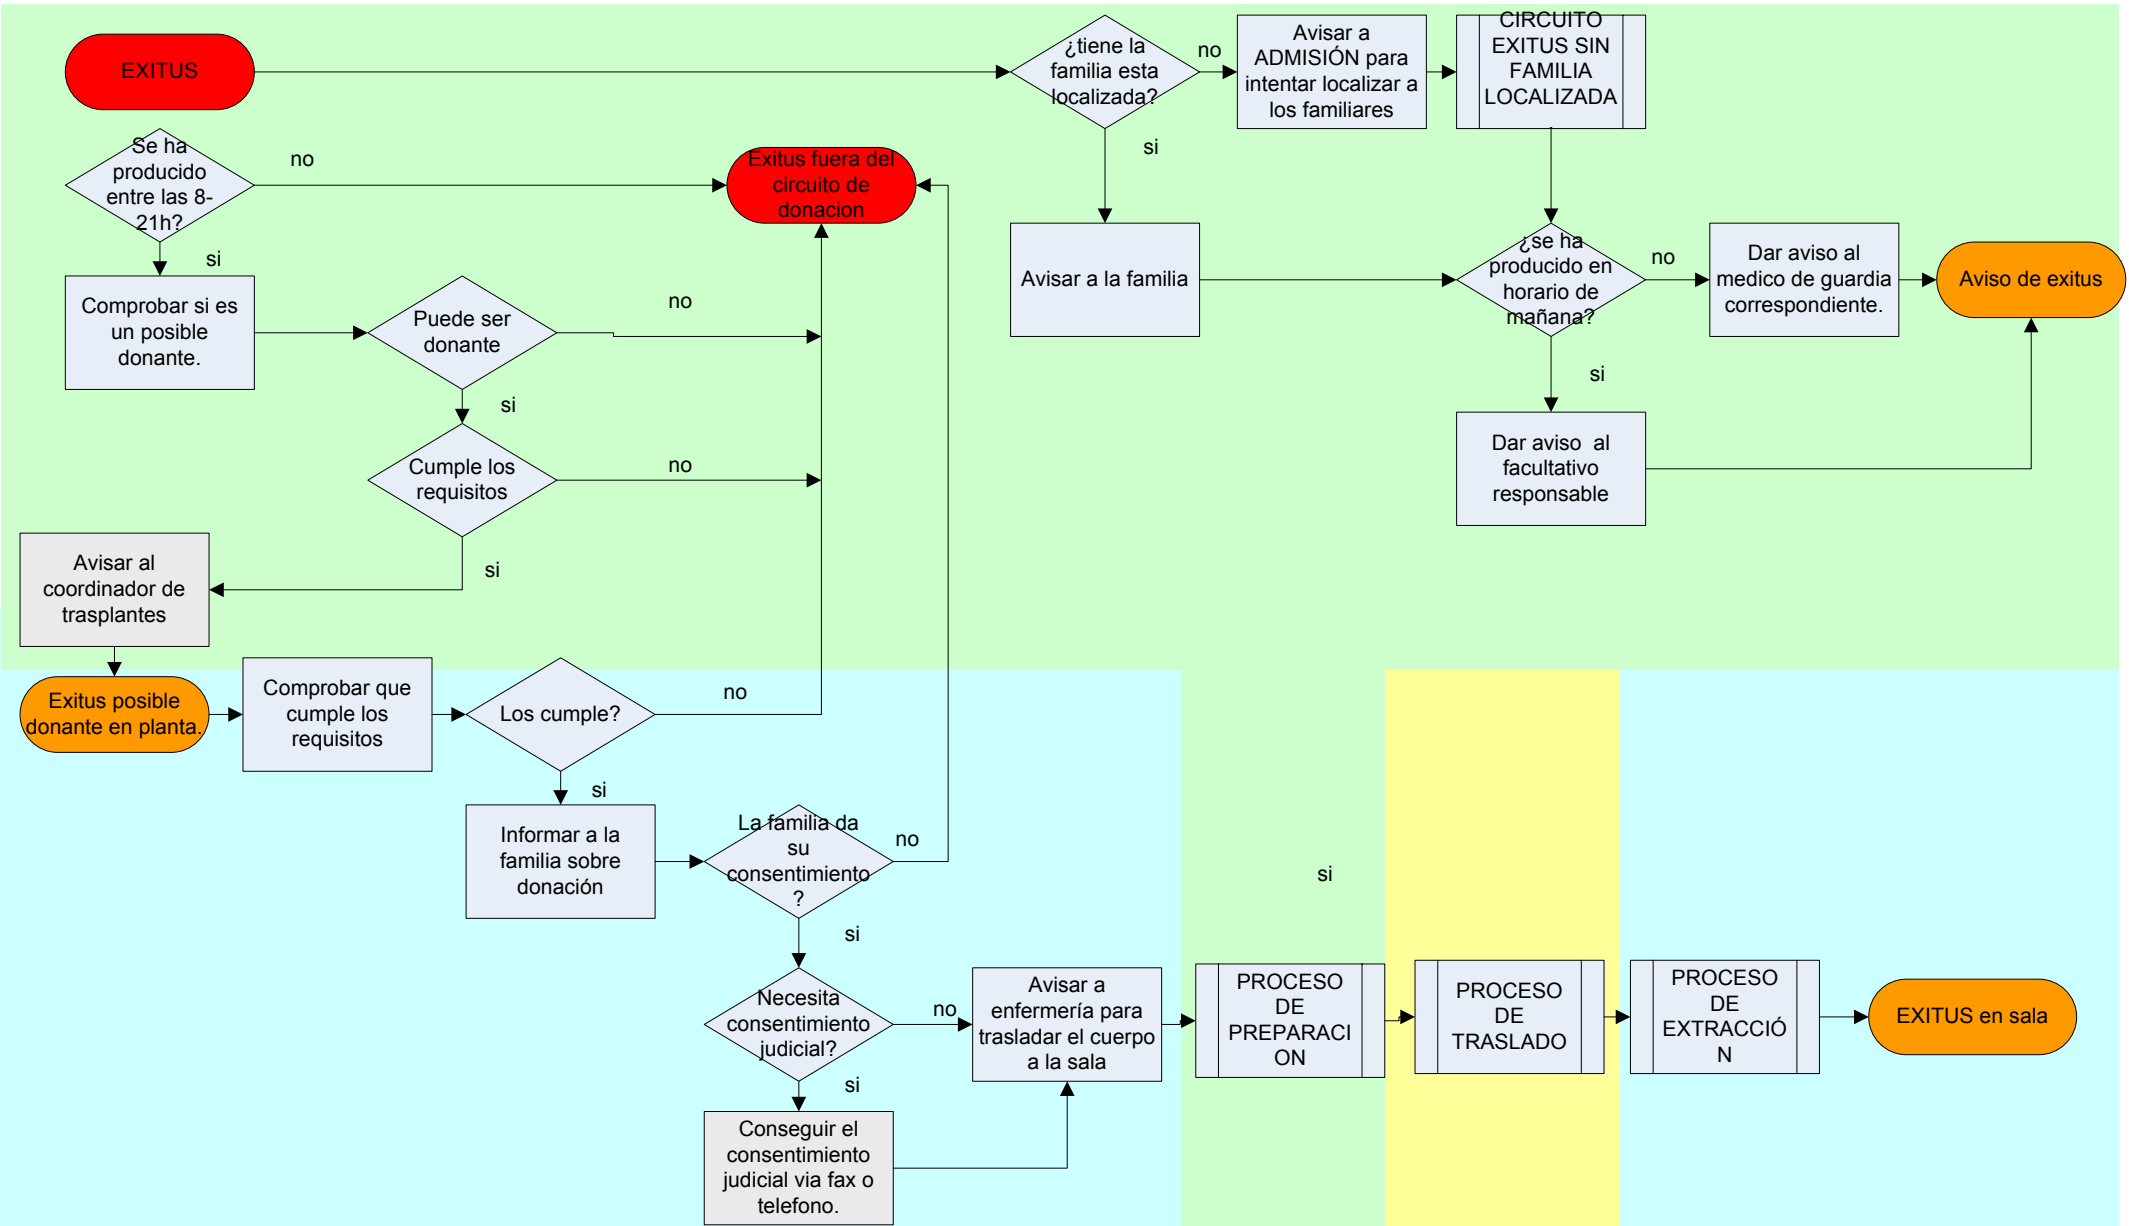 EXITUS
¿tiene la
familia esta
localizada?
no
Avisar a
ADMISIÓN para
intentar localizar a
los familiares
CIRCUITO
EXITUS SIN
FAMILIA
LOCALIZADA
si
Se ha
producido
entre las 8-
21h?
no
si
Exitus fuera del
circuito de
donacion
Avisar a la familia
¿se ha
producido en
horario de
mañana?
no
Dar aviso al
medico de guardia
correspondiente.
Aviso de exitus
si
Dar aviso  al
facultativo
responsable
Comprobar si es
un posible
donante.
Puede ser
donante
no
si
Cumple los
requisitos
no
si
Avisar al
coordinador de
trasplantes
Exitus posible
donante en planta.
Comprobar que
cumple los
requisitos
Los cumple?
no
si
Informar a la
familia sobre
donación
La familia da
su
consentimiento
?
no
si
si
Necesita
consentimiento
judicial?
no
si
Conseguir el
consentimiento
judicial via fax o
telefono.
Avisar a
enfermería para
trasladar el cuerpo
a la sala
PROCESO
DE
PREPARACI
ON
PROCESO
DE
TRASLADO
PROCESO
DE
EXTRACCIÓ
N
EXITUS en sala